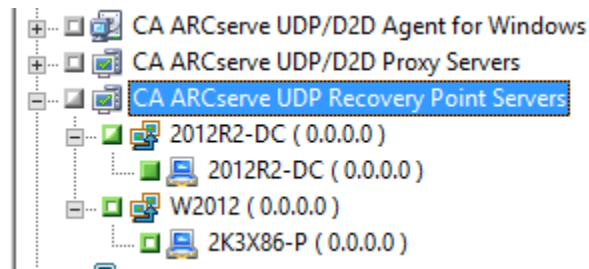 CA ARCserve UDP/D2D Agent for Windows
CA ARCserve UDP/D2D Proxy Servers
CA ARCserve UDP Recovery Point Servers
2012R2-DC ( 0.0.0.0 )
2012R2-DC ( 0.0.0.0 )
W2012 ( 0.0.0.0 )
2K3X86-P ( 0.0.0.0 )